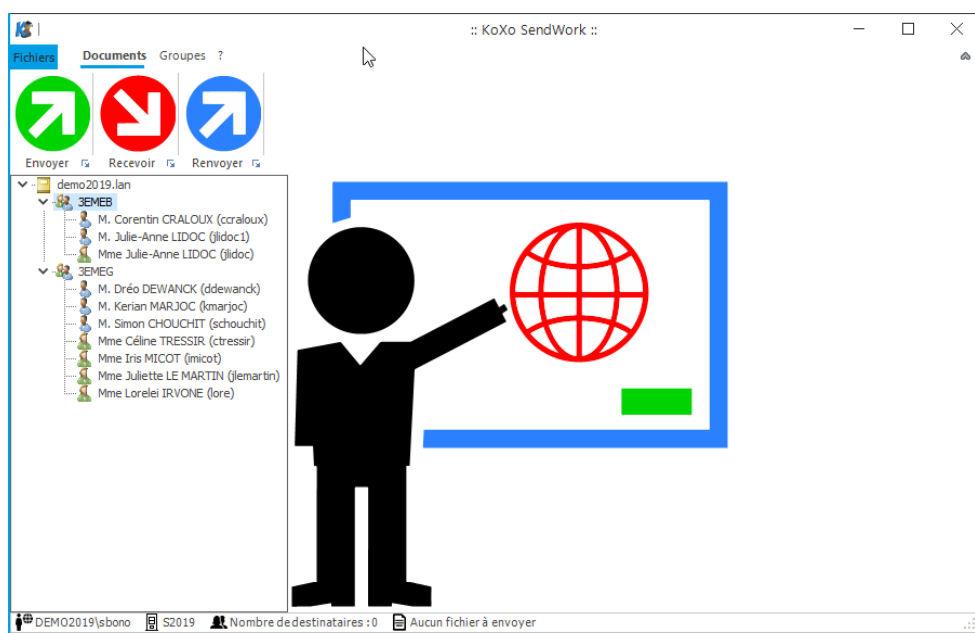 :: KoXo SendWork ::
Fichiers Documents Groupes ?
Envoyer Recevoir Renvoyer
demo2019.lan
3EMEB
M. Corentin CRALOUX (ccraloux)
M. Julie-Anne LIDOC (jlidoc1)
Mme Julie-Anne LIDOC (jlidoc)
3EMEG
M. Dréo DEWANCK (ddewanck)
M. Kerian MARJOC (kmarjoc)
M. Simon CHOUCHIT (schouchit)
Mme Céline TRESSIR (ctressir)
Mme Iris MICOT (imicot)
Mme Juliette LE MARTIN (jlemartin)
Mme Lorelei IRVONE (lore)
DEMO2019\sbono S2019 Nombre de destinataires : 0 Aucun fichier à envoyer